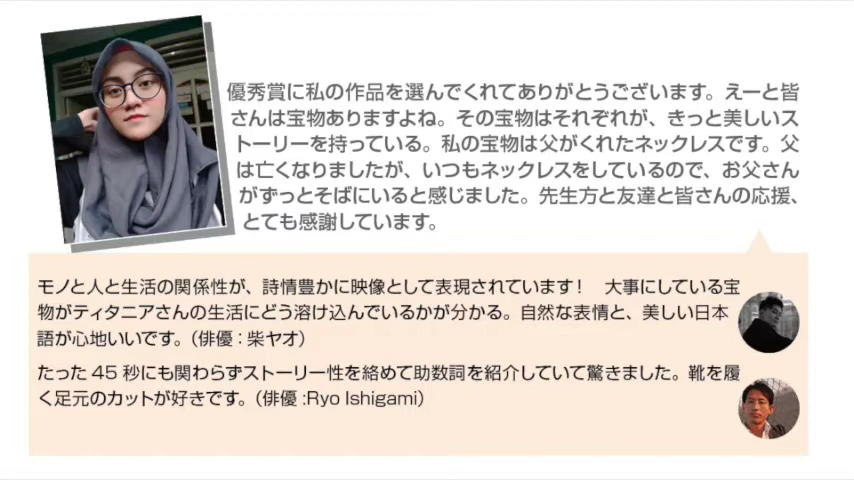 優秀賞に私の作品を選んでくれてありがとうございます。えーと皆
さんは宝物ありますよね。その宝物はそれぞれが、きっと美しいス
トーリーを持っている。私の宝物は父がくれたネックレスです。父
は亡くなりましたが、いつもネックレスをしているので、お父さん
がずっとそばにいると感じました。先生方と友達と皆さんの応援、
とても感謝しています。
モノと人と生活の関係性が、詩情豊かに映像として表現されています！　大事にしている宝
物がティタニアさんの生活にどう溶け込んでいるかが分かる。自然な表情と、美しい日本
語が心地いいです。（俳優：柴ヤオ）
たった 45 秒にも関わらずストーリー性を絡めて助数詞を紹介していて驚きました。靴を履
く足元のカットが好きです。（俳優 :Ryo Ishigami）